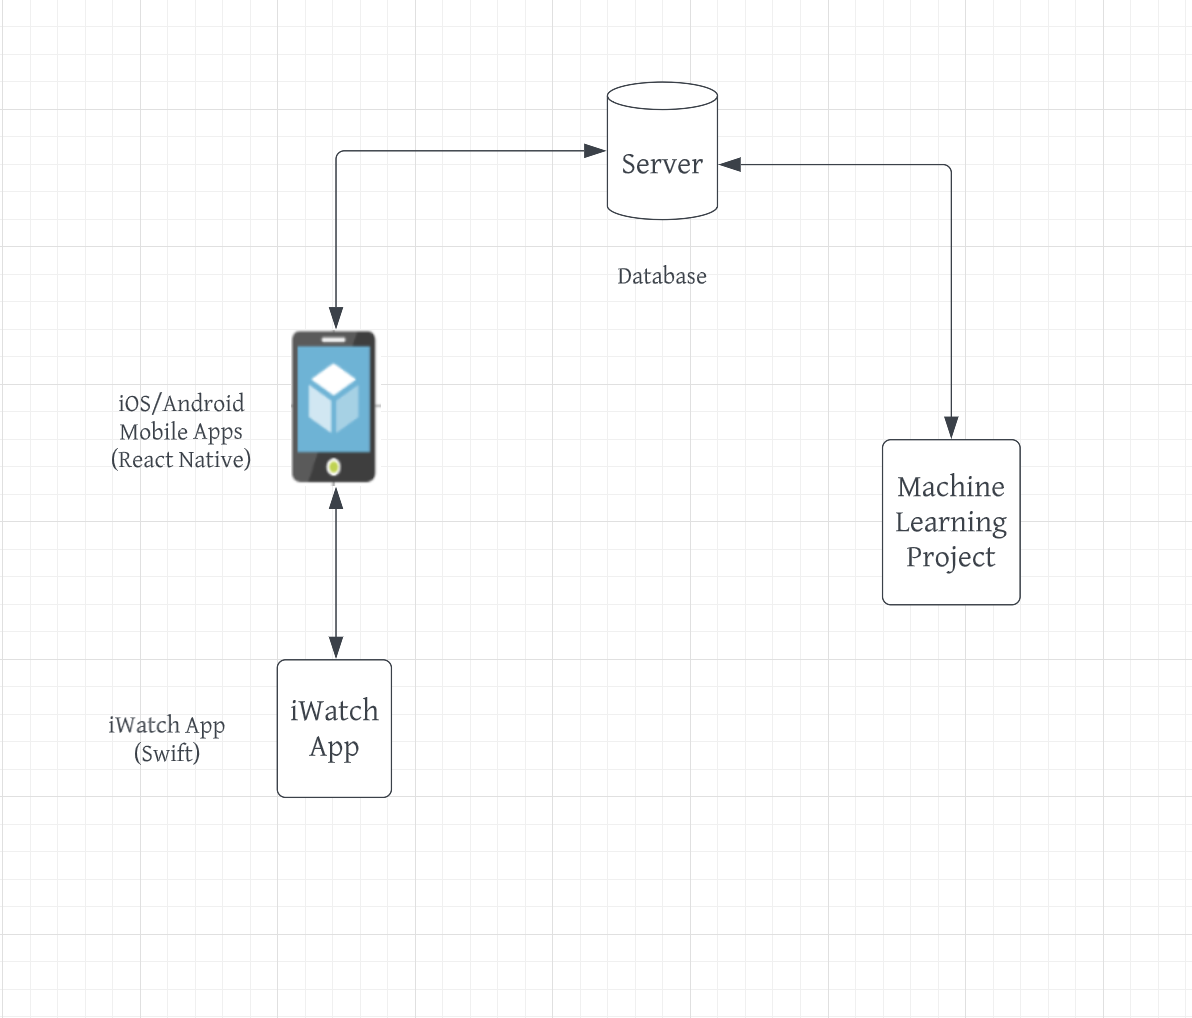 Server
Database
iOS/Android
Mobile Apps
(React Native)
Machine
Learning
Project
iWatch App
(Swift)
iWatch
App